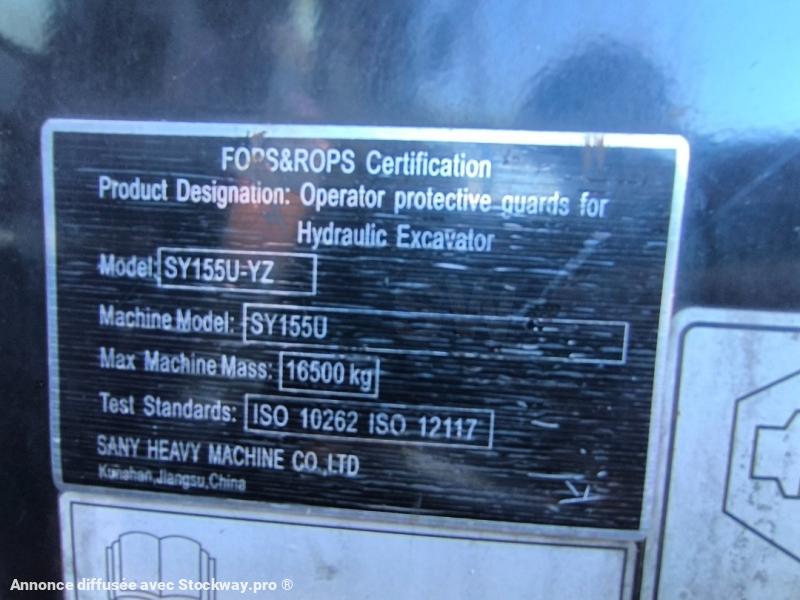 FOPS&ROPS Certification
Product Designation: Operator protective guards for
Hydraulic Excavator
Model: SY155U-YZ
Machine Model: SY155U
Max Machine Mass: 16500 kg
Test Standards: ISO 10262 ISO 12117
SANY HEAVY MACHINE CO.,LTD
Kunshan,Jiangsu,China
Annonce diffusée avec Stockway.pro ®